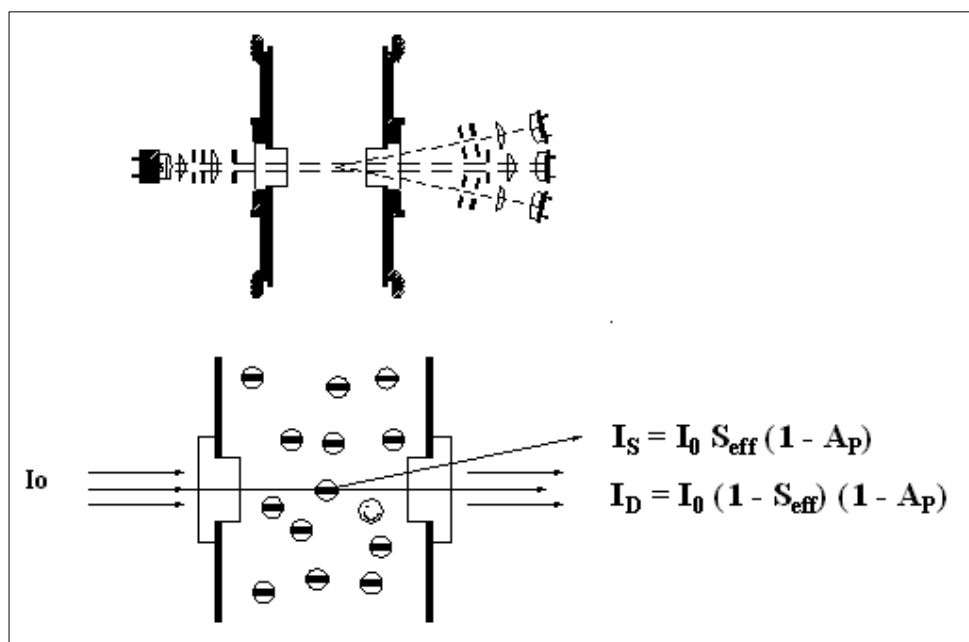 I_S = I_0 S_eff (1 - A_P)
Io
I_D = I_0 (1 - S_eff) (1 - A_P)